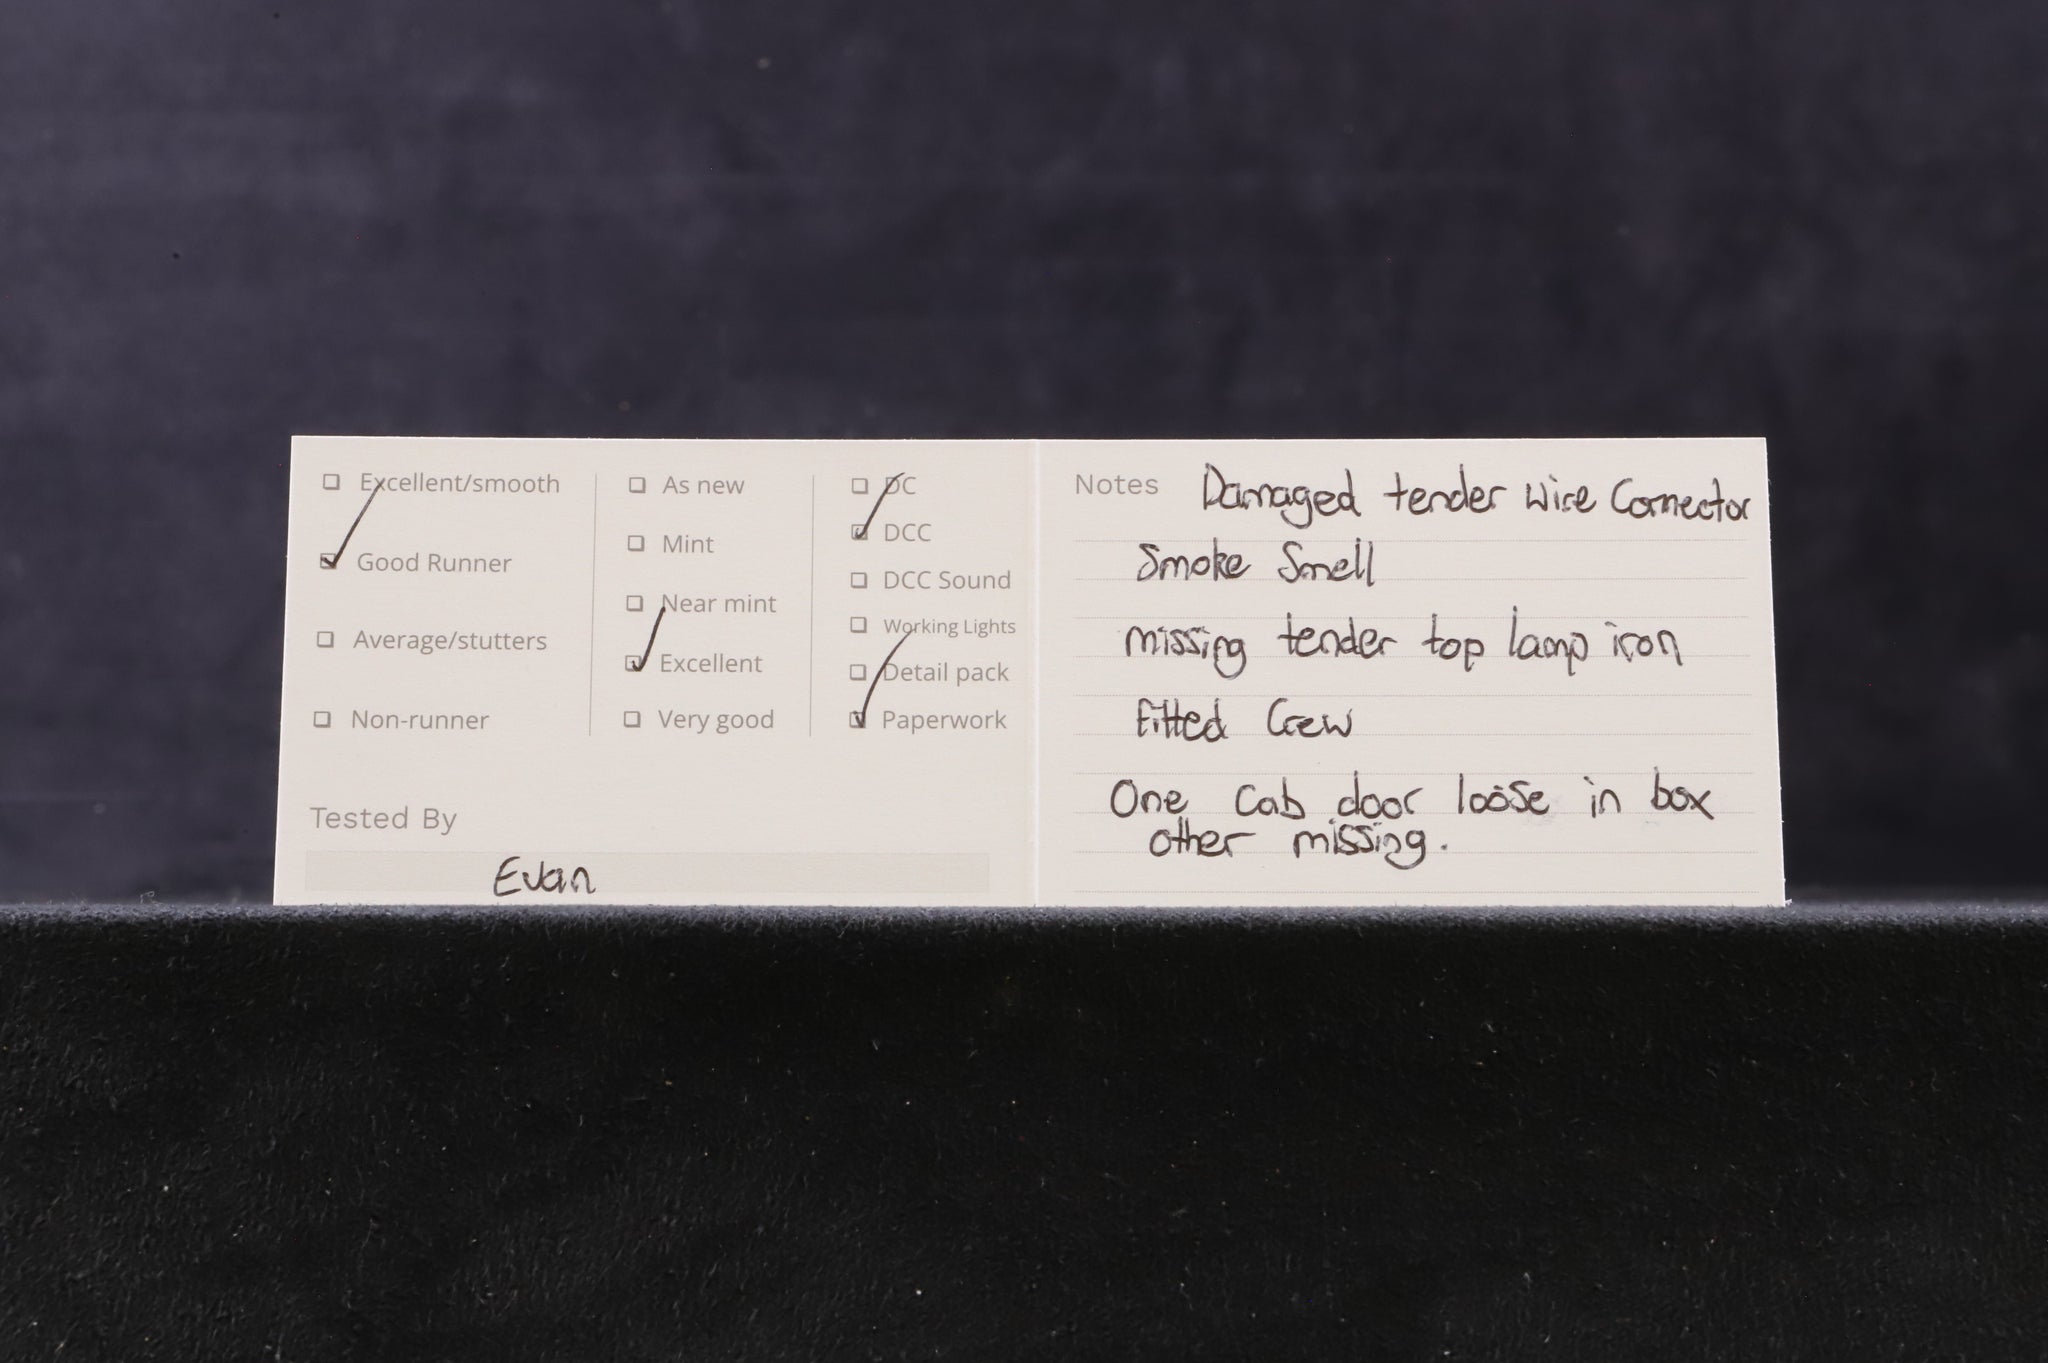 Excellent/smooth
Good Runner
Average/stutters
Non-runner
As new
Mint
Near mint
Excellent
Very good
DC
DCC
DCC Sound
Working Lights
Detail pack
Paperwork
Tested By
Evan
Notes Damaged tender wire Connector
Smoke Smell
missing tender top lamp iron
fitted Crew
One Cab door loose in box
other missing.